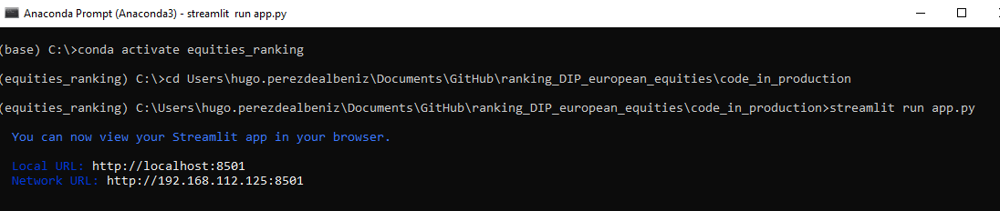 Anaconda Prompt (Anaconda3) - streamlit run app.py
(base) C:\>conda activate equities_ranking
(equities_ranking) C:\>cd Users\hugo.perezdealbeniz\Documents\GitHub\ranking_DIP_european_equities\code_in_production
(equities_ranking) C:\Users\hugo.perezdealbeniz\Documents\GitHub\ranking_DIP_european_equities\code_in_production>streamlit run app.py
You can now view your Streamlit app in your browser.
Local URL: http://localhost:8501
Network URL: http://192.168.112.125:8501